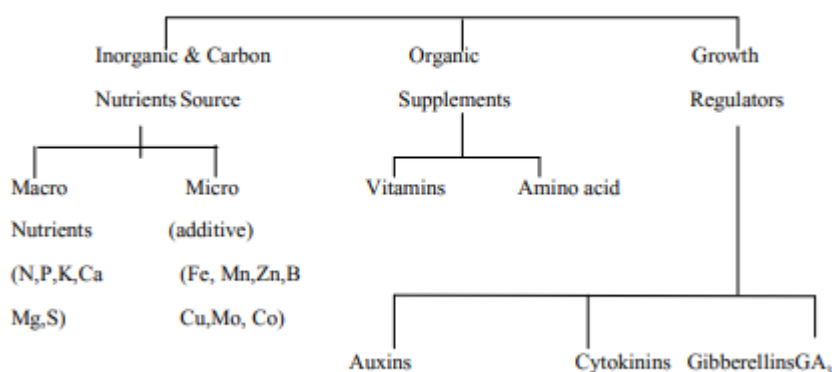 Inorganic & Carbon Organic Growth
Nutrients Source Supplements Regulators
Macro Micro Vitamins Amino acid
Nutrients (additive)
(N,P,K,Ca (Fe, Mn,Zn,B
Mg,S) Cu,Mo, Co)
Auxins Cytokinins GibberellinsGA₃